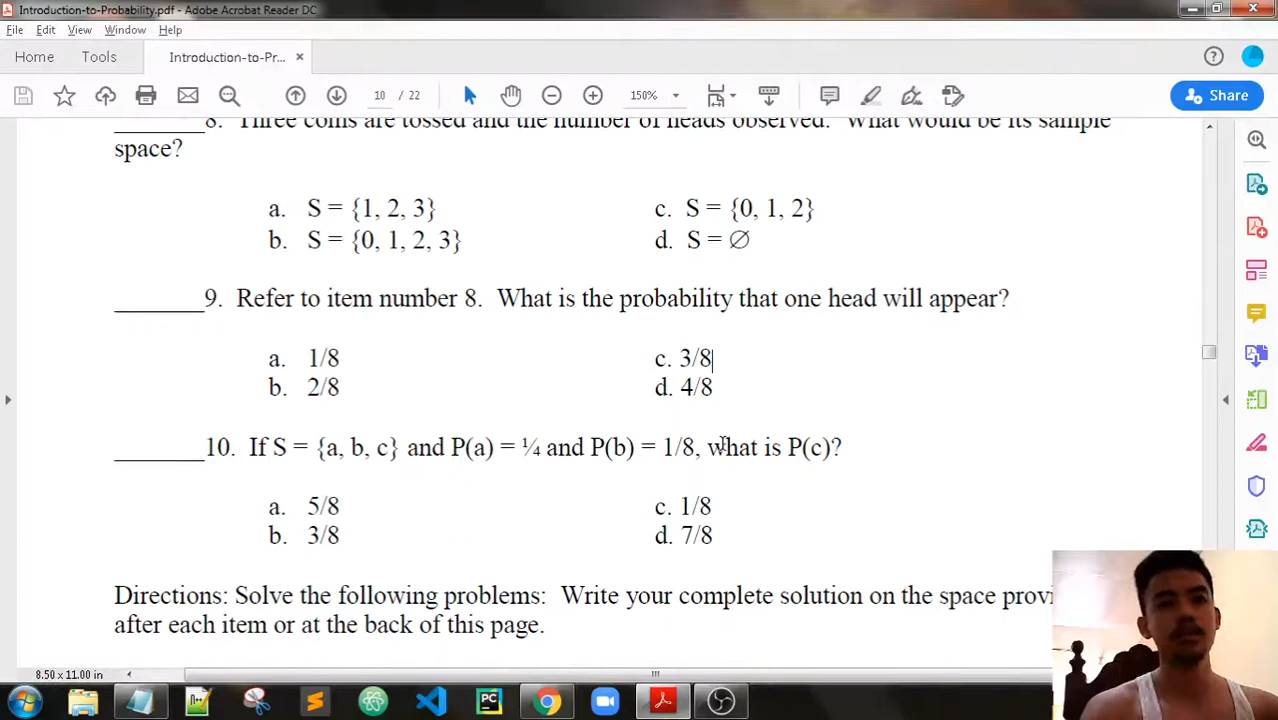 Introduction-to-Probability.pdf - Adobe Acrobat Reader DC
File Edit View Window Help
Home Tools Introduction-to-Pr... ×
10 / 22 150% Share
8. Three coins are tossed and the number of heads observed. What would be its sample
space?
a. S = {1, 2, 3} c. S = {0, 1, 2}
b. S = {0, 1, 2, 3} d. S = ∅
_______9. Refer to item number 8. What is the probability that one head will appear?
a. 1/8 c. 3/8
b. 2/8 d. 4/8
_______10. If S = {a, b, c} and P(a) = ¼ and P(b) = 1/8, what is P(c)?
a. 5/8 c. 1/8
b. 3/8 d. 7/8
Directions: Solve the following problems: Write your complete solution on the space provi
after each item or at the back of this page.
8.50 x 11.00 in
PC